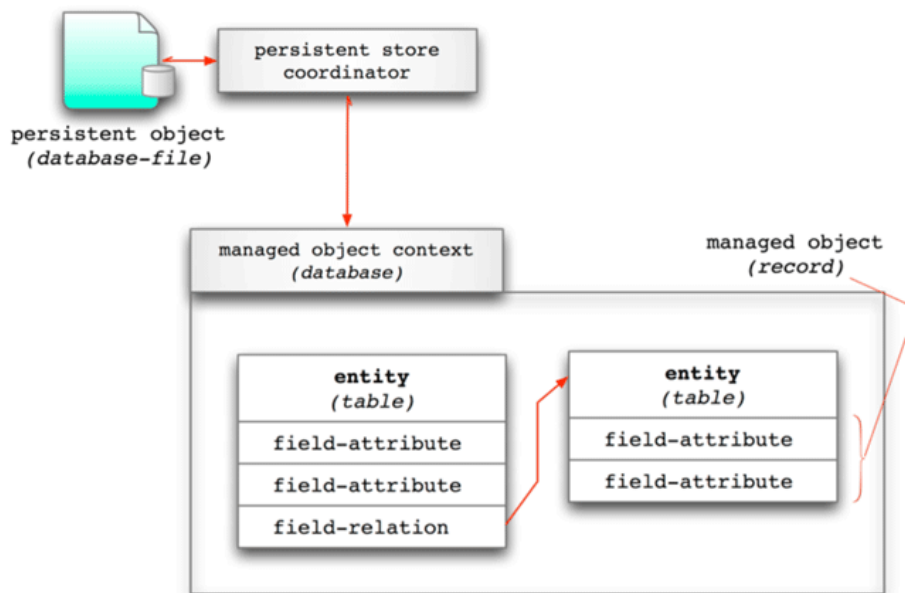 persistent store
coordinator
persistent object
(database-file)
managed object context
(database)
managed object
(record)
entity
(table)
field-attribute
field-attribute
field-relation
entity
(table)
field-attribute
field-attribute